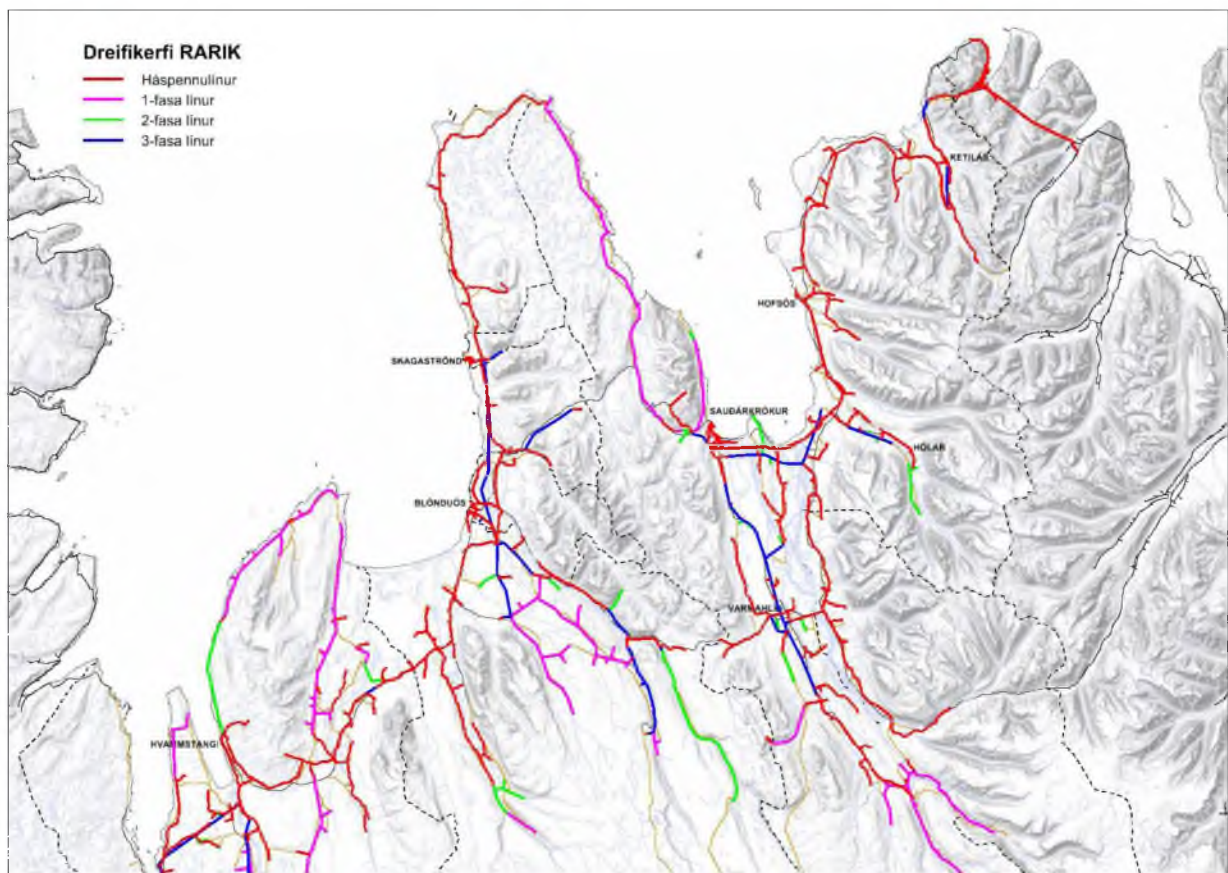 Dreifikerfi RARIK
Háspennulínur
1-fasa línur
2-fasa línur
3-fasa línur
KETILÁS
HOFSÓS
SKAGASTRÖND
SAUÐÁRKRÓKUR
HÓLAR
BLÖNDUÓS
VARMAHLÍ
HVAMMSTANGI